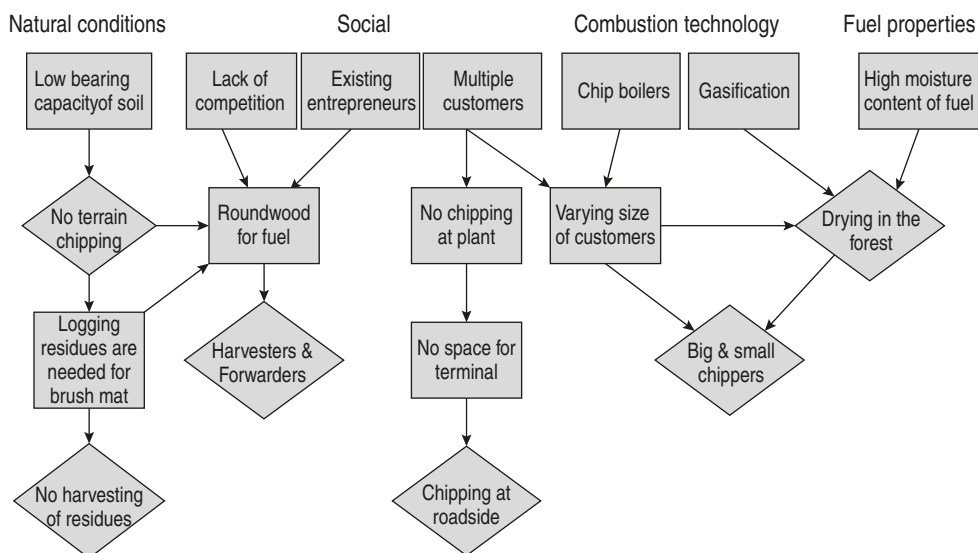 Natural conditions
Social
Combustion technology
Fuel properties
Low bearing
capacityof soil
Lack of
competition
Existing
entrepreneurs
Multiple
customers
Chip boilers
Gasification
High moisture
content of fuel
No terrain
chipping
Roundwood
for fuel
No chipping
at plant
Varying size
of customers
Drying in the
forest
Logging
residues are
needed for
brush mat
Harvesters &
Forwarders
No space for
terminal
Big & small
chippers
No harvesting
of residues
Chipping at
roadside